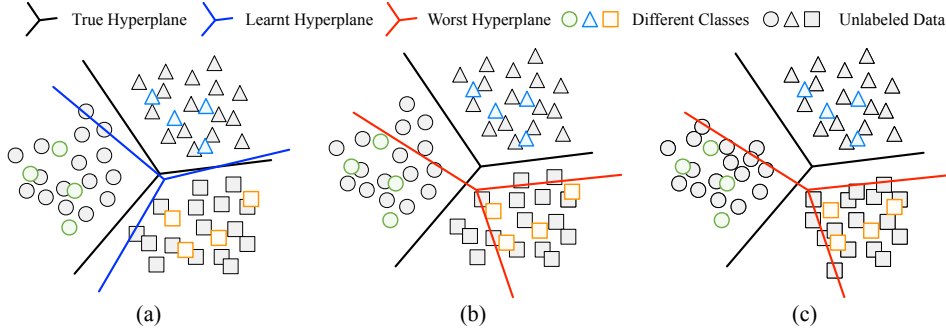 True Hyperplane Learnt Hyperplane Worst Hyperplane Different Classes Unlabeled Data
(a) (b) (c)